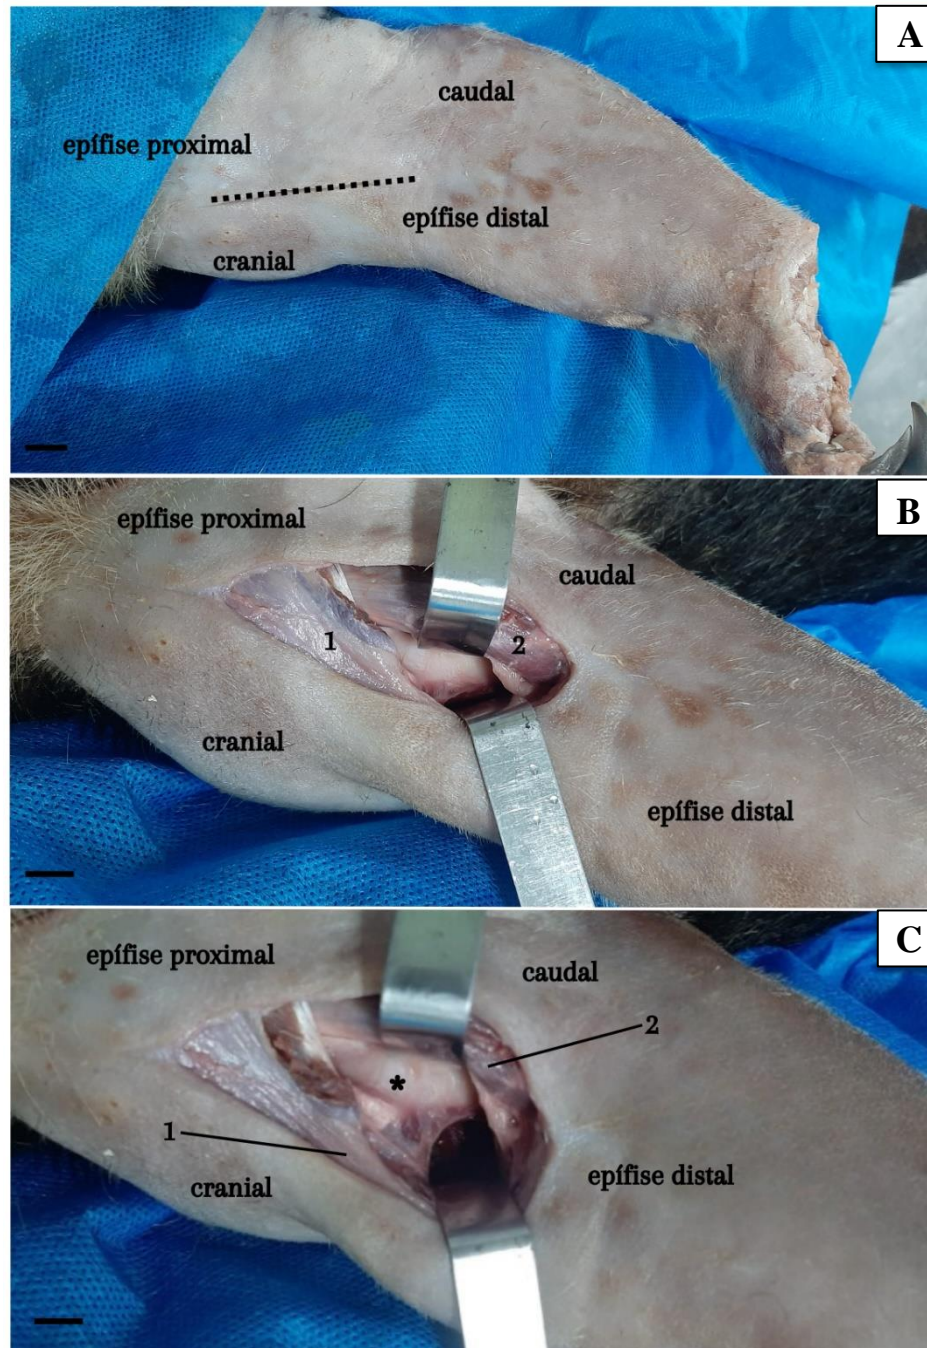 A
caudal
epífise proximal
epífise distal
cranial
B
epífise proximal
caudal
1
2
cranial
epífise distal
C
epífise proximal
caudal
2
*
1
cranial
epífise distal